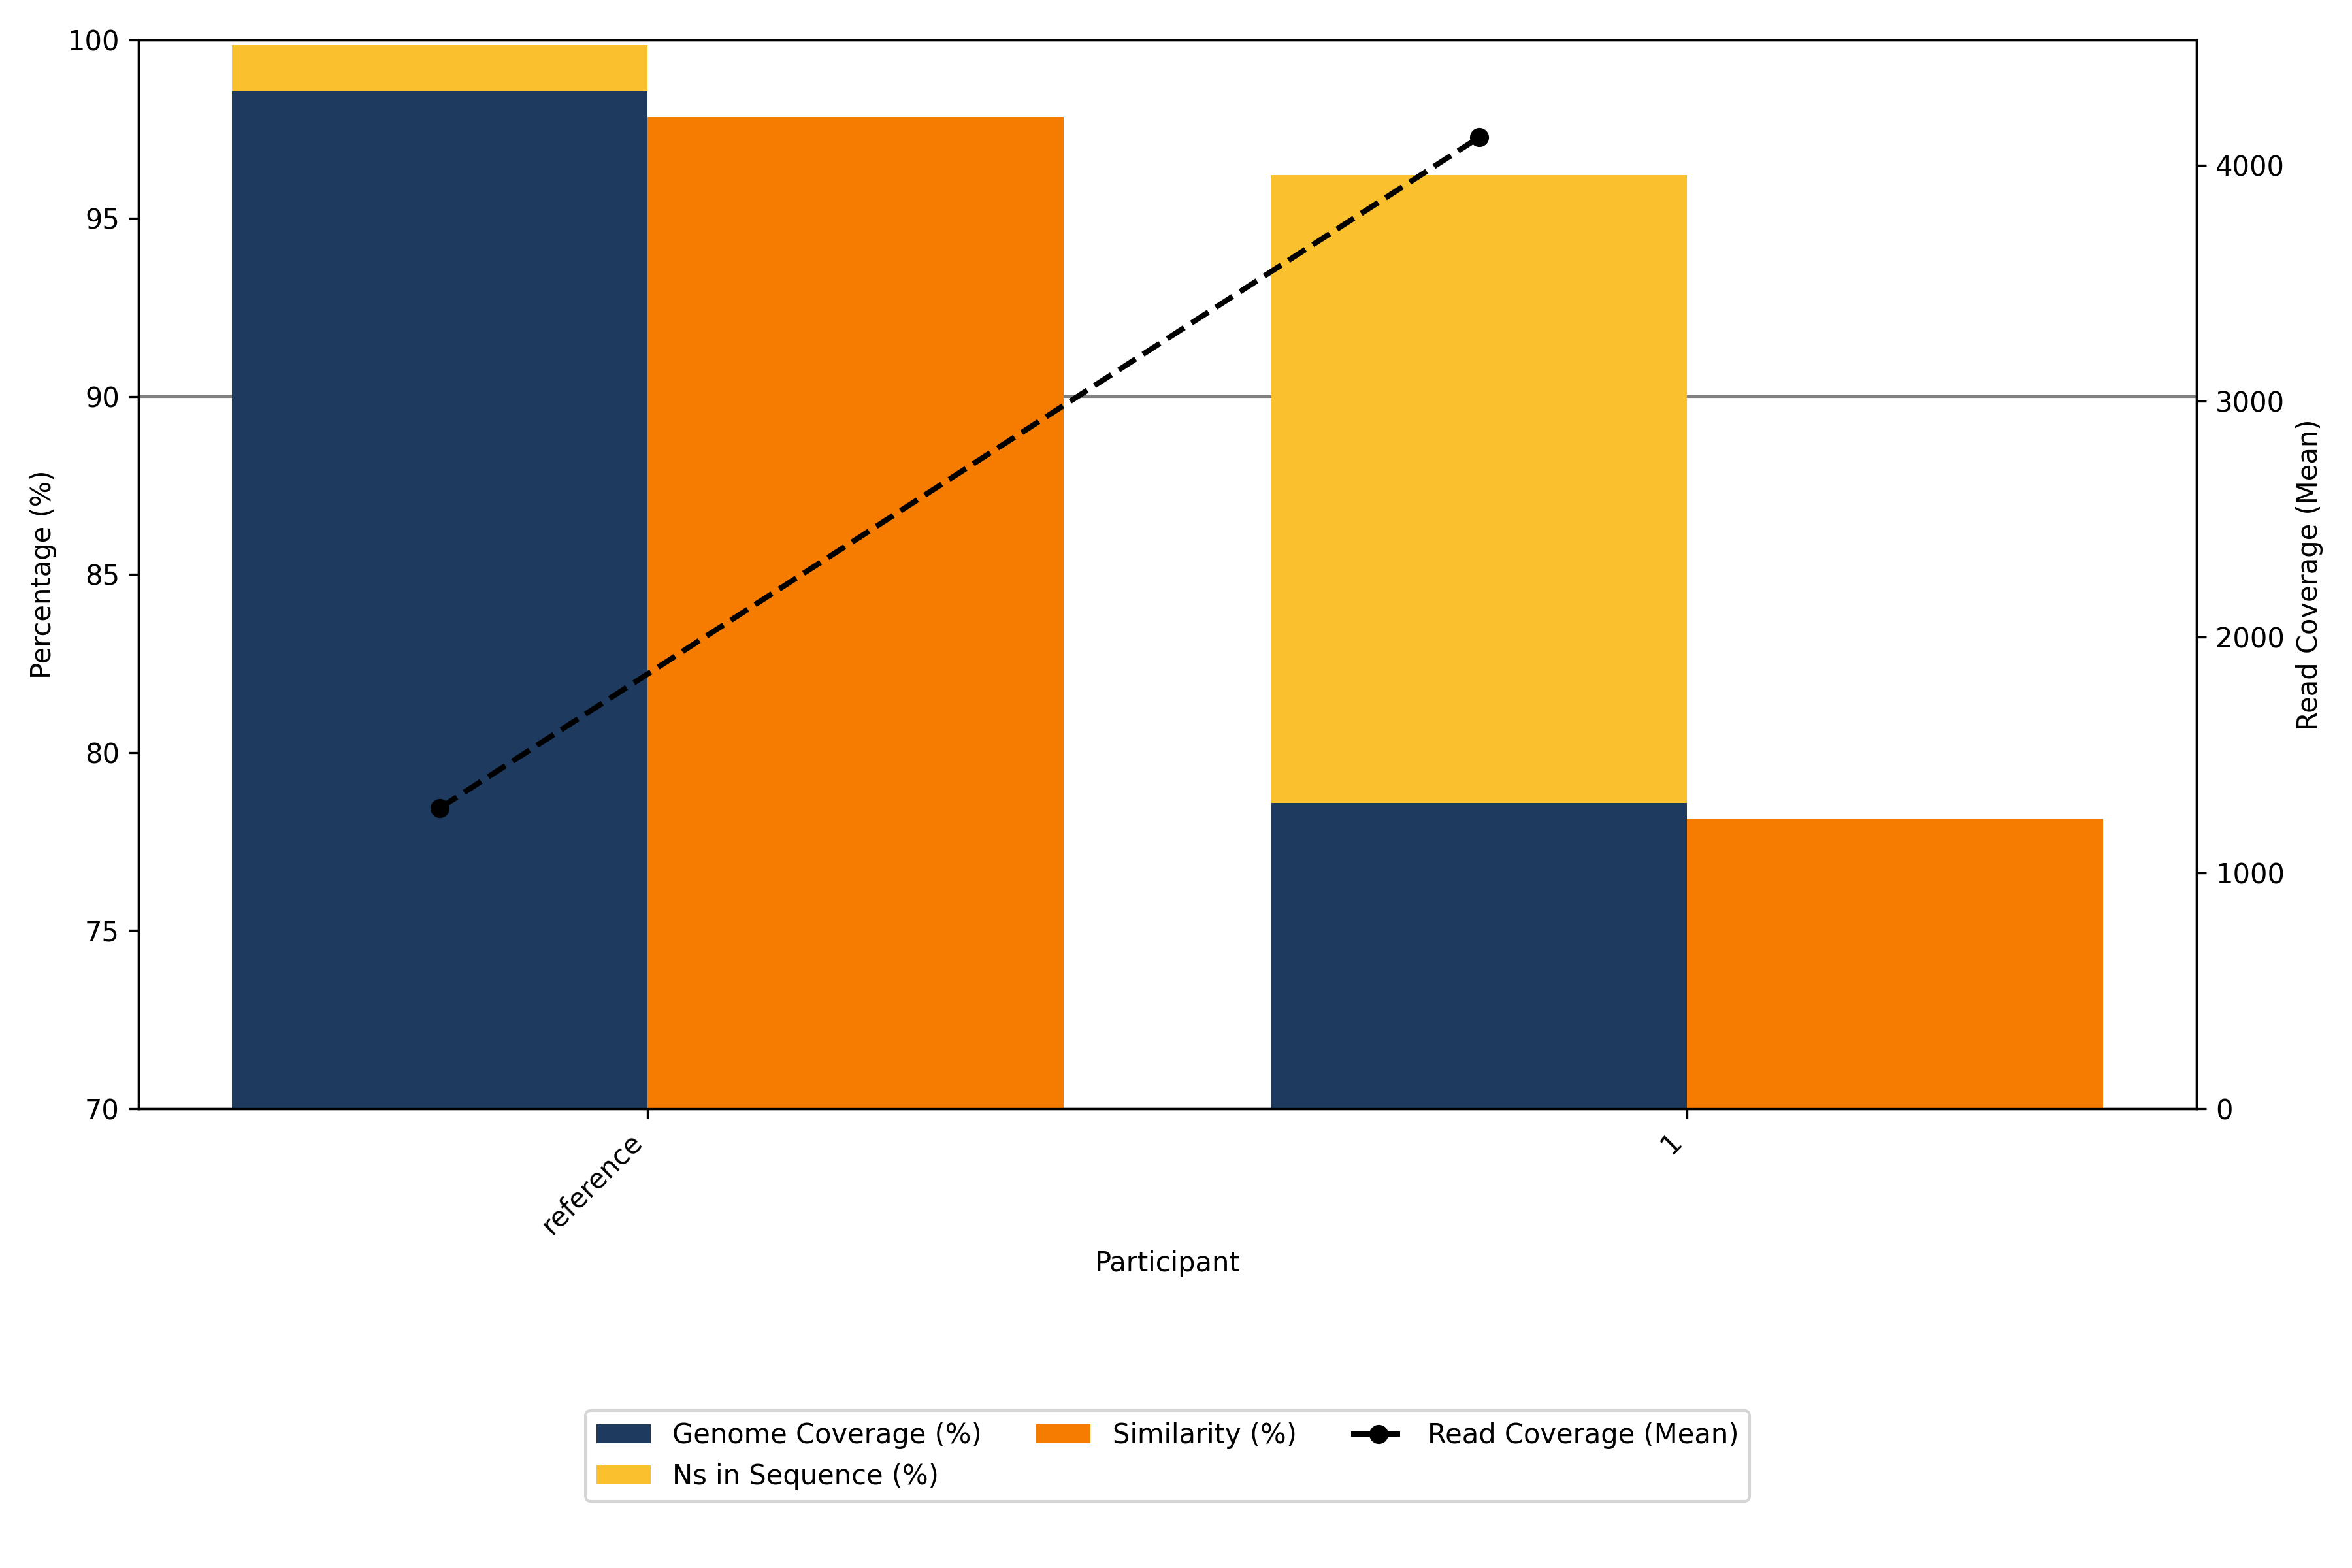 100
95
90
85
80
75
70
Percentage (%)
4000
3000
2000
1000
0
Read Coverage (Mean)
reference
1
Participant
Genome Coverage (%)
Ns in Sequence (%)
Similarity (%)
Read Coverage (Mean)